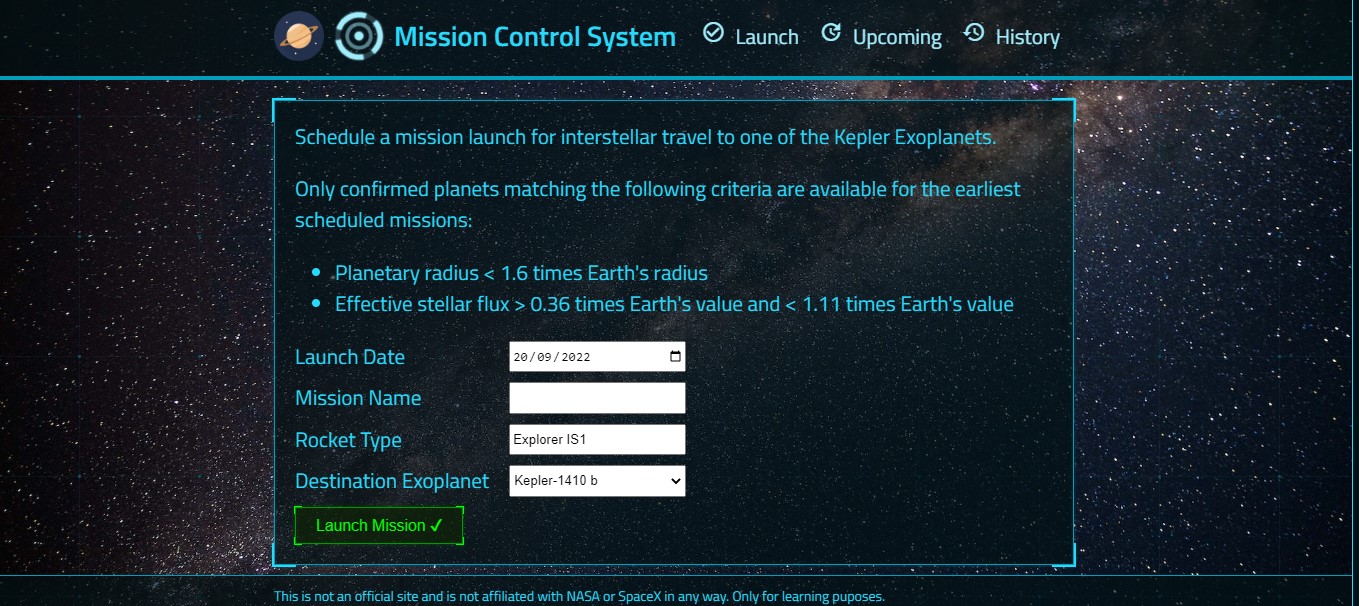 Mission Control System
Launch
Upcoming
History
Schedule a mission launch for interstellar travel to one of the Kepler Exoplanets.
Only confirmed planets matching the following criteria are available for the earliest
scheduled missions:
• Planetary radius < 1.6 times Earth's radius
• Effective stellar flux > 0.36 times Earth's value and < 1.11 times Earth's value
Launch Date 20/09/2022
Mission Name
Rocket Type Explorer IS1
Destination Exoplanet Kepler-1410 b
Launch Mission ✓
This is not an official site and is not affiliated with NASA or SpaceX in any way. Only for learning puposes.